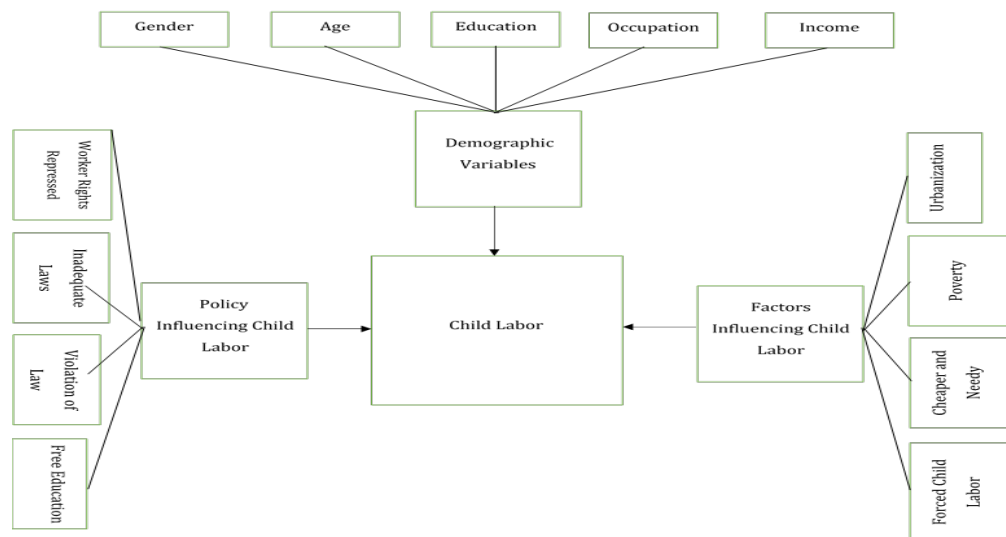 Gender
Age
Education
Occupation
Income
Demographic
Variables
Worker Rights
Repressed
Inadequate
Laws
Violation of
Law
Free Education
Policy
Influencing Child
Labor
Child Labor
Factors
Influencing Child
Labor
Urbanization
Poverty
Cheaper and
Needy
Forced Child
Labor